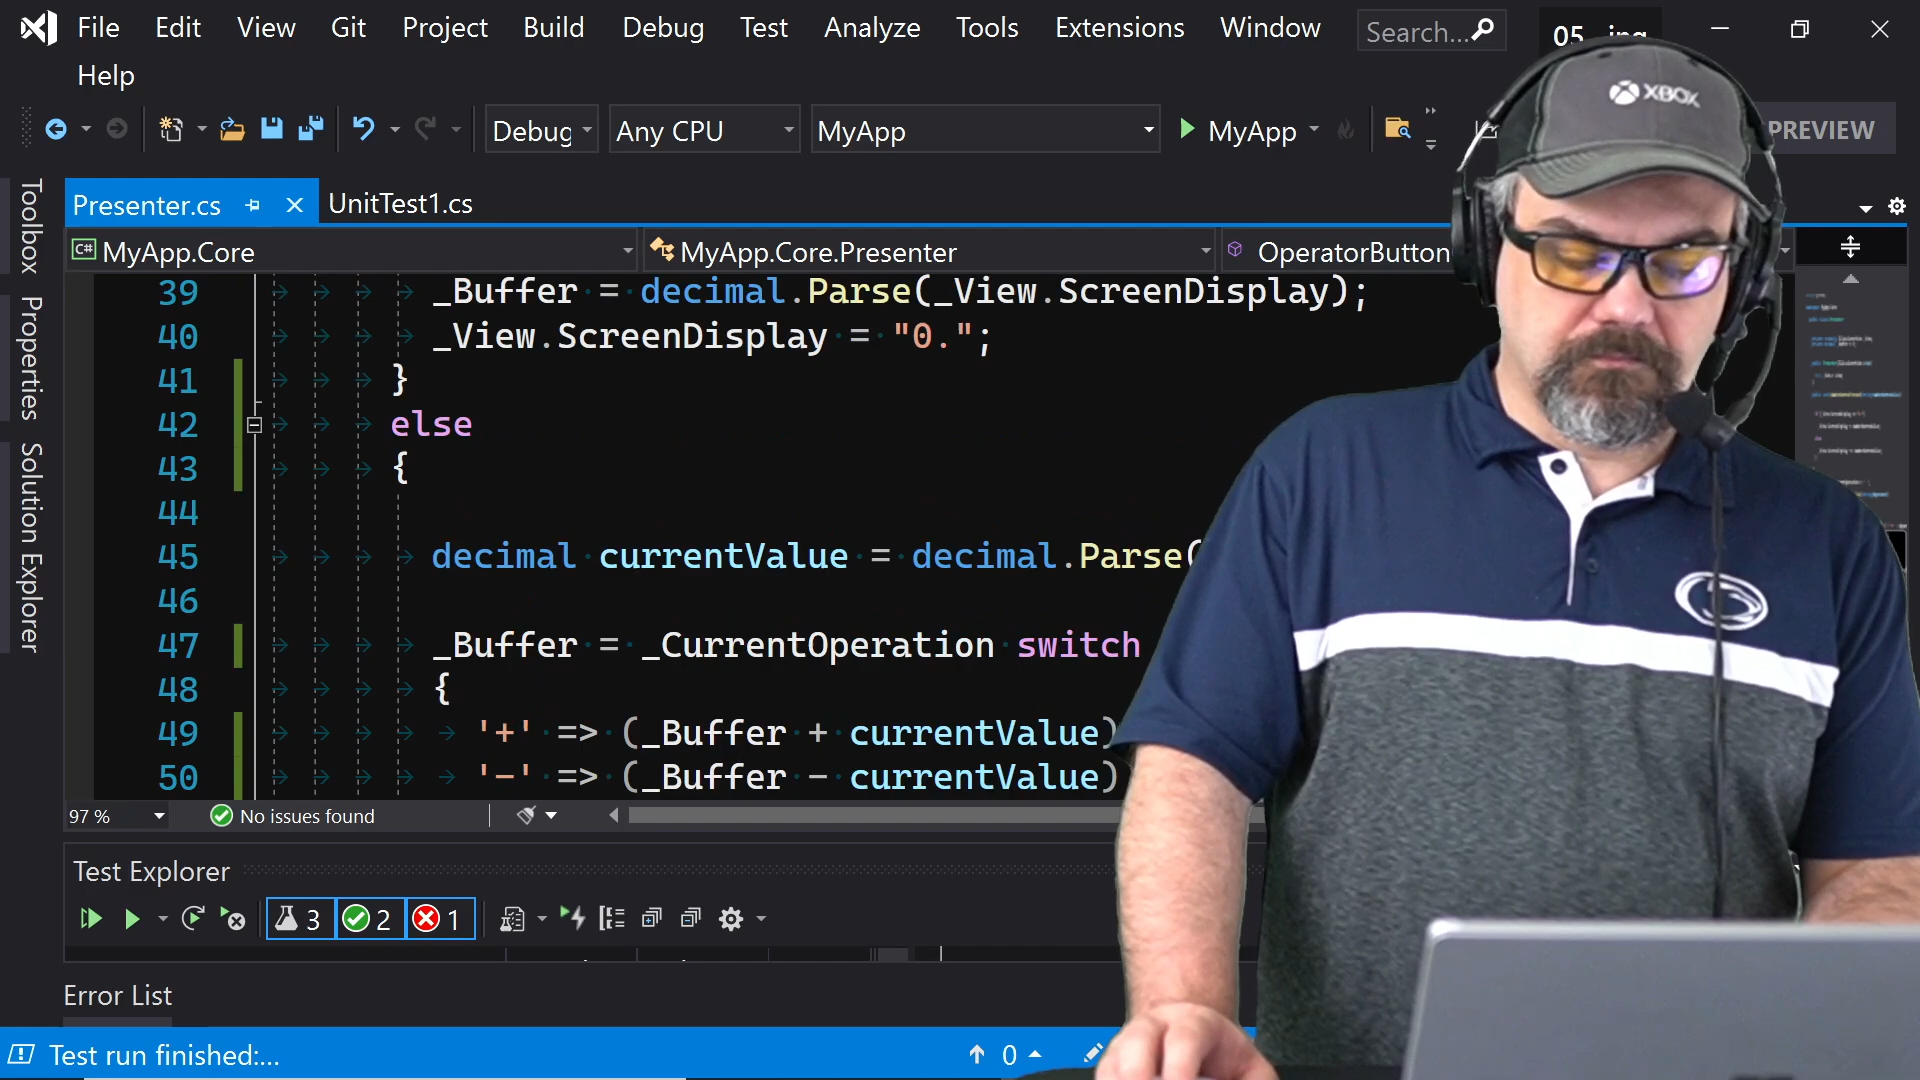 File Edit View Git Project Build Debug Test Analyze Tools Extensions Window Search...
Help
Debug Any CPU MyApp MyApp PREVIEW
XBOX
Toolbox
Properties
Solution Explorer
Presenter.cs UnitTest1.cs
C# MyApp.Core MyApp.Core.Presenter OperatorButton
39 _Buffer = decimal.Parse(_View.ScreenDisplay);
40 _View.ScreenDisplay = "0.";
41 }
42 else
43 {
44
45 decimal currentValue = decimal.Parse(
46
47 _Buffer = _CurrentOperation switch
48 {
49 '+' => (_Buffer + currentValue)
50 '-' => (_Buffer - currentValue)
97 % No issues found
Test Explorer
3 2 1
Error List
Test run finished:... 0